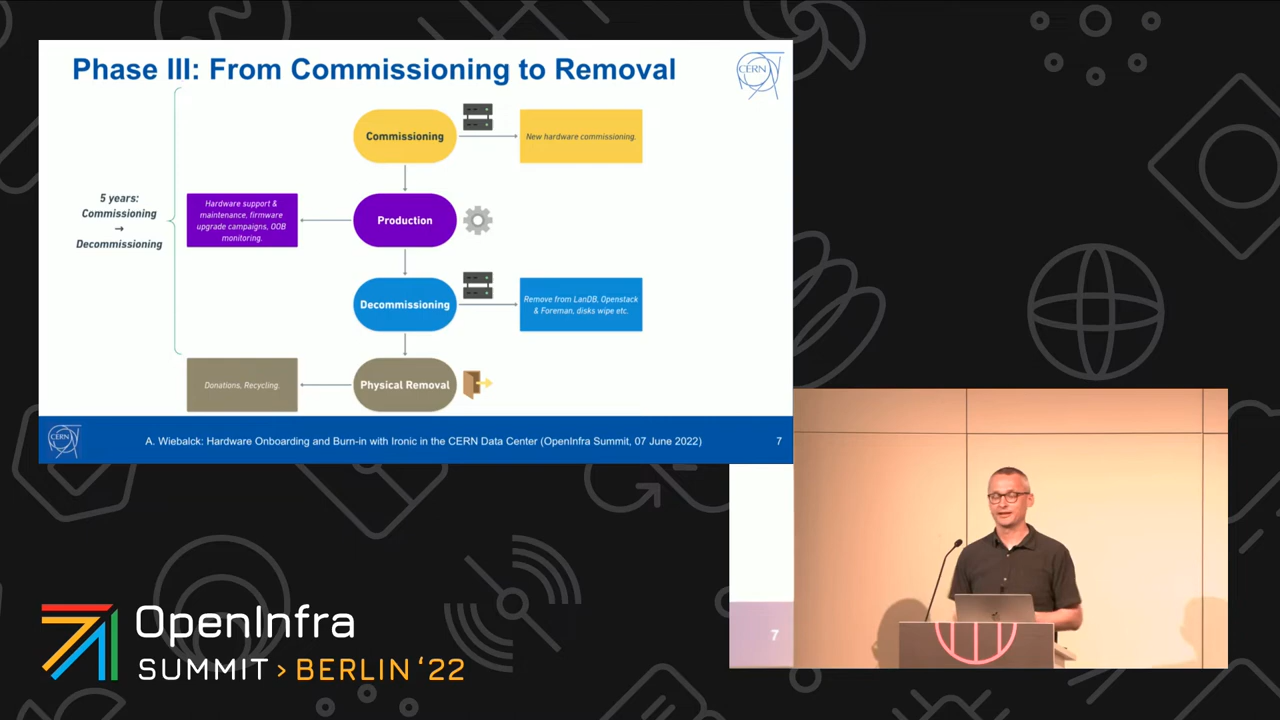 Phase III: From Commissioning to Removal
CERN
Commissioning
New hardware commissioning.
5 years:
Commissioning
→
Decommissioning
Hardware support &
maintenance, firmware
upgrade campaigns, OOB
monitoring.
Production
Decommissioning
Remove from LanDB, Openstack
& Foreman, disks wipe etc.
Donations, Recycling.
Physical Removal
CERN
A. Wiebalck: Hardware Onboarding and Burn-in with Ironic in the CERN Data Center (OpenInfra Summit, 07 June 2022)
7
7
OpenInfra
SUMMIT > BERLIN ‘22